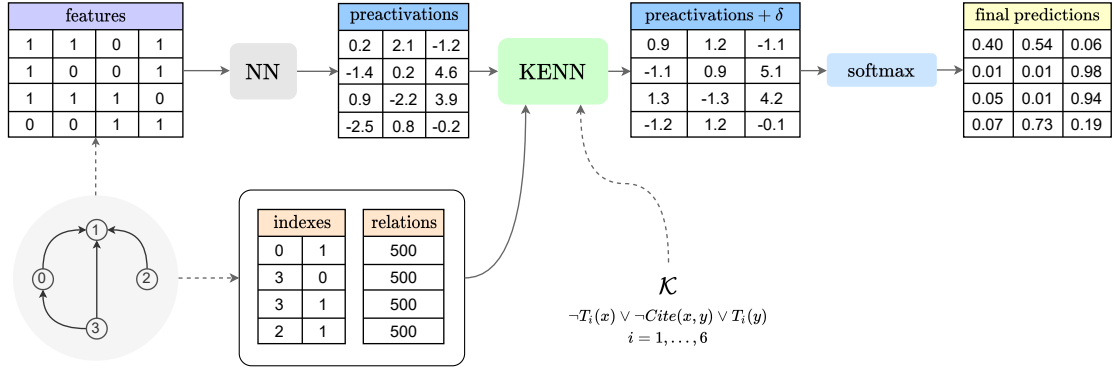 features
1 1 0 1
1 0 0 1
1 1 1 0
0 0 1 1
NN
preactivations
0.2 2.1 -1.2
-1.4 0.2 4.6
0.9 -2.2 3.9
-2.5 0.8 -0.2
KENN
preactivations + δ
0.9 1.2 -1.1
-1.1 0.9 5.1
1.3 -1.3 4.2
-1.2 1.2 -0.1
softmax
final predictions
0.40 0.54 0.06
0.01 0.01 0.98
0.05 0.01 0.94
0.07 0.73 0.19
1
0
2
3
indexes
0 1
3 0
3 1
2 1
relations
500
500
500
500
𝒦
¬T_i(x) ∨ ¬Cite(x, y) ∨ T_i(y)
i = 1, . . . , 6